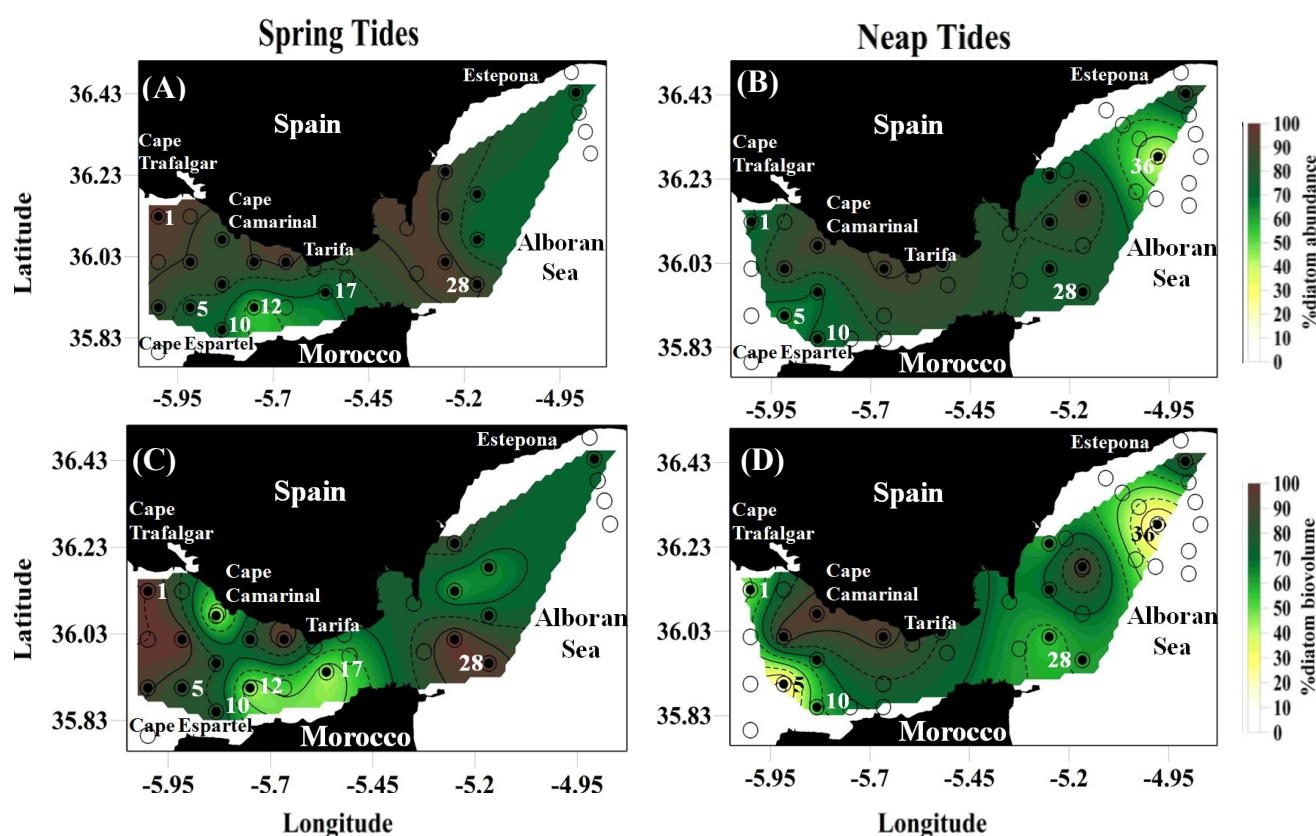 Spring Tides
Neap Tides
(A)
Estepona
Spain
Cape
Trafalgar
1
Cape
Camarinal
Tarifa
Alboran
Sea
5
12
17
28
10
Cape Espartel
Morocco
36.43
36.23
36.03
35.83
-5.95
-5.7
-5.45
-5.2
-4.95
Latitude
(B)
Estepona
Spain
Cape
Trafalgar
36
1
Cape
Camarinal
Tarifa
Alboran
Sea
28
5
10
Cape Espartel
Morocco
36.43
36.23
36.03
35.83
-5.95
-5.7
-5.45
-5.2
-4.95
100
90
80
70
60
50
40
30
20
10
0
%diatom abundance
(C)
Estepona
Spain
Cape
Trafalgar
1
Cape
Camarinal
Tarifa
Alboran
Sea
17
28
5
12
10
Cape Espartel
Morocco
36.43
36.23
36.03
35.83
-5.95
-5.7
-5.45
-5.2
-4.95
Latitude
Longitude
(D)
Estepona
Spain
Cape
Trafalgar
36
1
Cape
Camarinal
Tarifa
Alboran
Sea
28
5
10
Cape Espartel
Morocco
36.43
36.23
36.03
35.83
-5.95
-5.7
-5.45
-5.2
-4.95
Longitude
100
90
80
70
60
50
40
30
20
10
0
%diatom biovolume